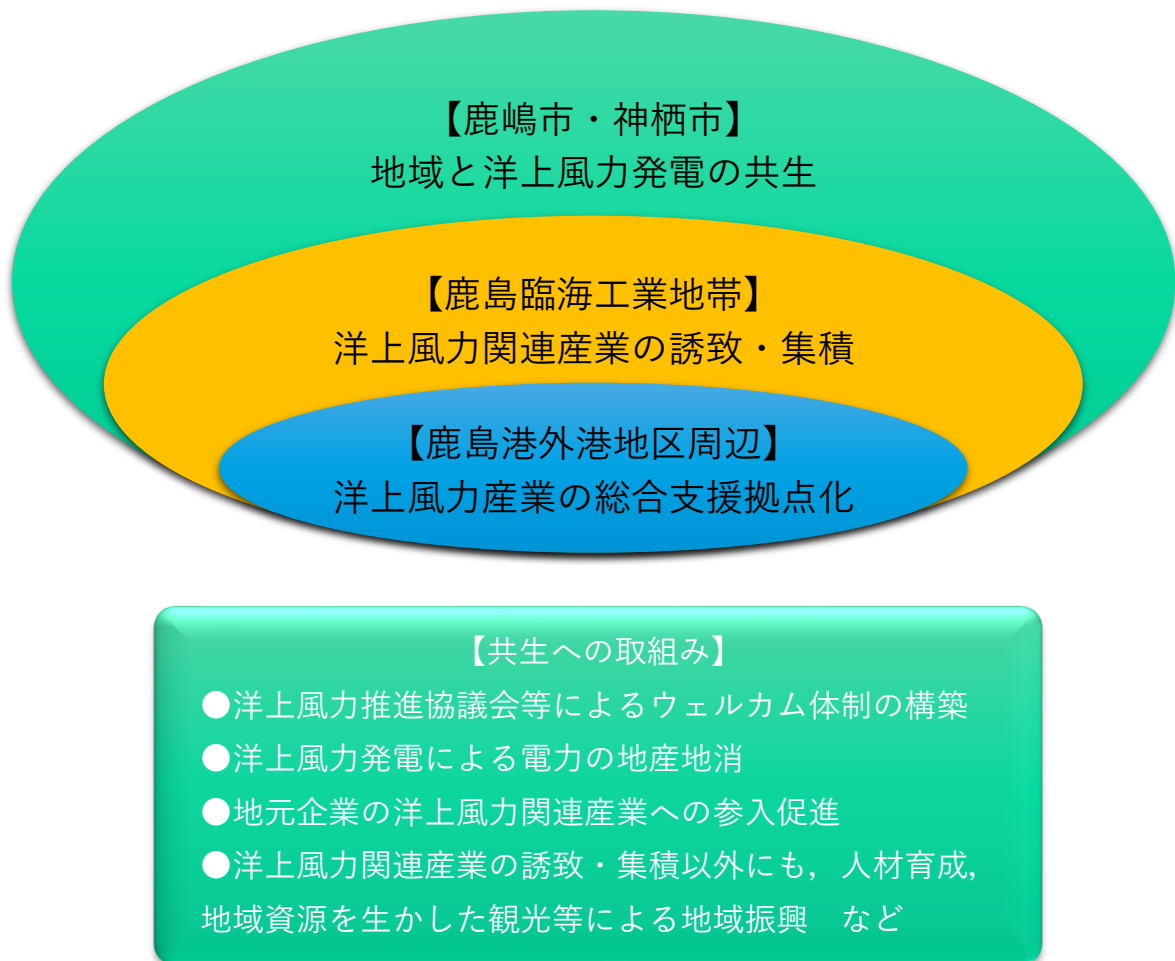 【鹿嶋市・神栖市】
地域と洋上風力発電の共生
【鹿島臨海工業地帯】
洋上風力関連産業の誘致・集積
【鹿島港外港地区周辺】
洋上風力産業の総合支援拠点化
【共生への取組み】
●洋上風力推進協議会等によるウェルカム体制の構築
●洋上風力発電による電力の地産地消
●地元企業の洋上風力関連産業への参入促進
●洋上風力関連産業の誘致・集積以外にも，人材育成，
地域資源を生かした観光等による地域振興　など